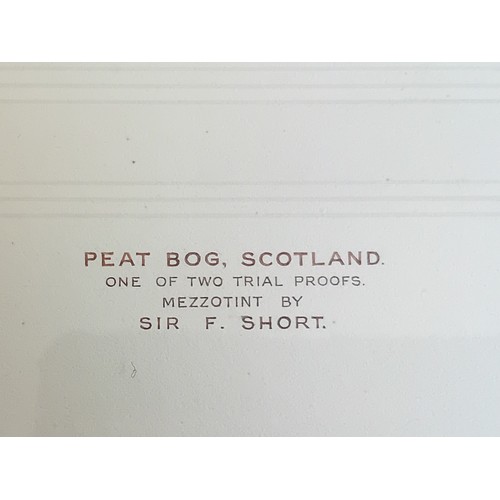 PEAT BOG, SCOTLAND.
ONE OF TWO TRIAL PROOFS.
MEZZOTINT BY
SIR F. SHORT.